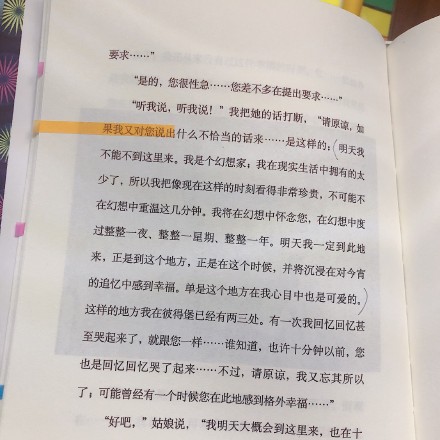 要求……”
“是的，您很性急……您差不多在提出要求……”
“听我说，听我说！”我把她的话打断，“请原谅，如
果我又对您说出什么不恰当的话来……是这样的：明天我
不能不到这里来。我是个幻想家；我在现实生活中拥有的太
少了，所以我把像现在这样的时刻看得非常珍贵，不可能不
在幻想中重温这几分钟。我将在幻想中怀念您，在幻想中度
过整整一夜、整整一星期、整整一年。明天我一定到此地
来，正是到这个地方，正是在这个时候，并将沉浸在对今宵
的追忆中感到幸福。单是这个地方在我心目中也是可爱的。
这样的地方我在彼得堡已经有两三处。有一次我回忆回忆甚
至哭起来了，就跟您一样……谁知道，也许十分钟以前，您
也是回忆回忆哭了起来……不过，请原谅，我又忘其所以
了；可能曾经有一个时候您在此地感到格外幸福……”
“好吧，”姑娘说，“我明天大概会到这里来，也在十